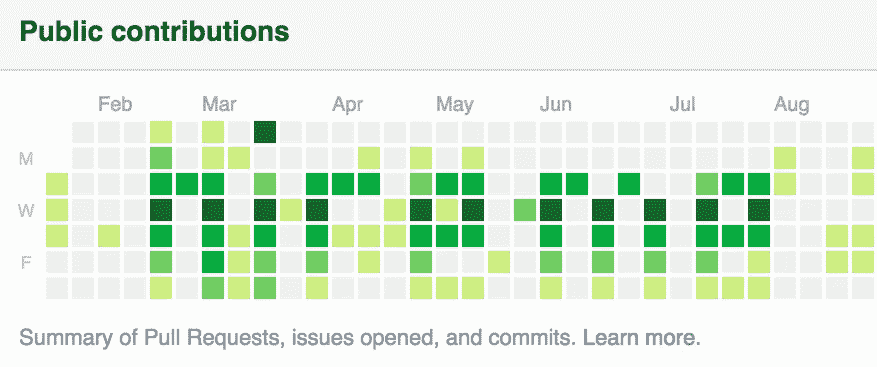 Public contributions
Feb Mar Apr May Jun Jul Aug
M
W
F
hireme
Summary of Pull Requests, issues opened, and commits. Learn more.